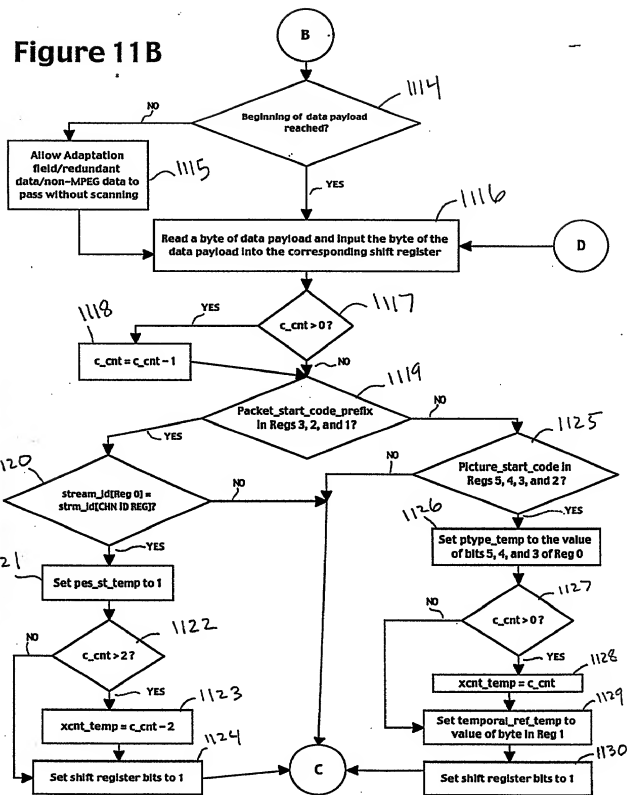 B
Figure 11B
1114
Beginning of data payload
reached?
NO
Allow Adaptation
field/redundant
data/non-MPEG data to
pass without scanning
1115
YES
1116
Read a byte of data payload and input the byte of the
data payload into the corresponding shift register
D
1117
1118
YES
c_cnt > 0 ?
c_cnt = c_cnt – 1
NO
1119
Packet_start_code_prefix
in Regs 3, 2, and 1?
NO
YES
1125
120
stream_id[Reg 0] =
strm_id[CHN ID REG]?
NO
NO
Picture_start_code in
Regs 5, 4, 3, and 2 ?
YES
YES
1126
Set ptype_temp to the value
of bits 5, 4, and 3 of Reg 0
21
Set pes_st_temp to 1
1127
NO
c_cnt > 0 ?
1122
NO
c_cnt > 2 ?
YES
1128
xcnt_temp = c_cnt
YES
1123
xcnt_temp = c_cnt – 2
1129
Set temporal_ref_temp to
value of byte in Reg 1
1124
Set shift register bits to 1
C
1130
Set shift register bits to 1